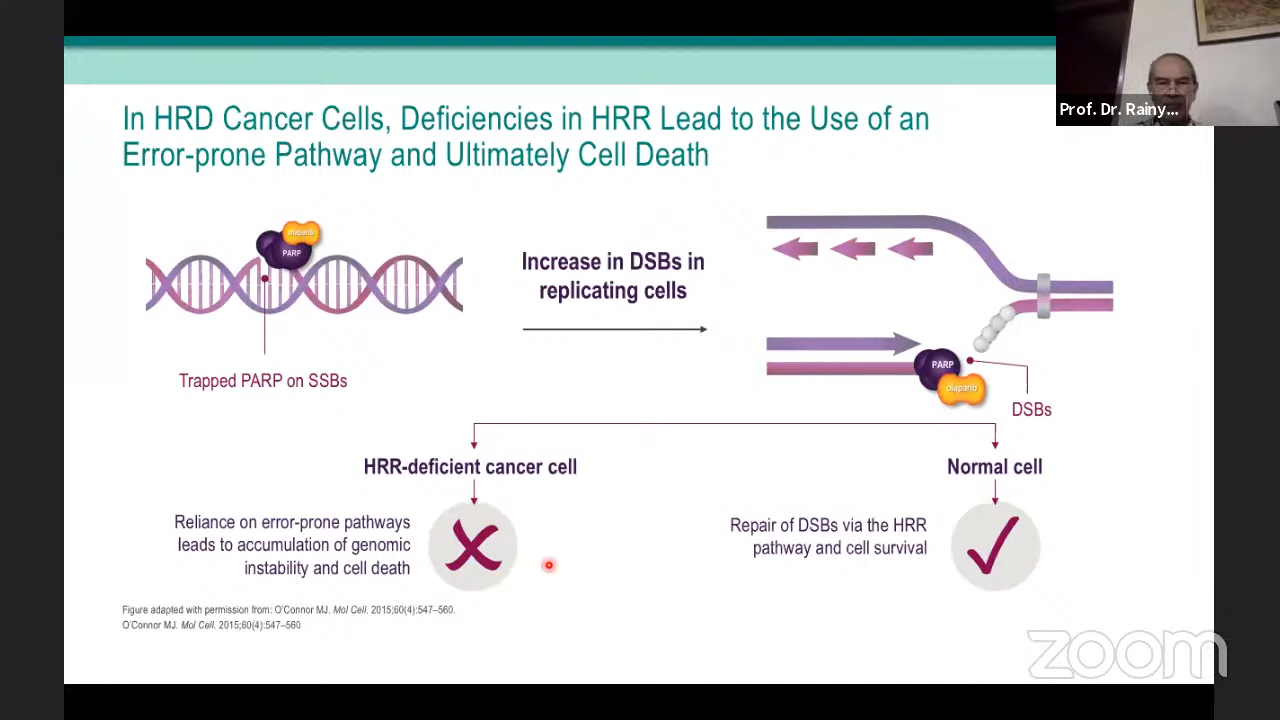 Prof. Dr. Rainy...
In HRD Cancer Cells, Deficiencies in HRR Lead to the Use of an
Error-prone Pathway and Ultimately Cell Death
olaparib
PARP
Trapped PARP on SSBs
Increase in DSBs in
replicating cells
PARP
olaparib
DSBs
HRR-deficient cancer cell
Normal cell
Reliance on error-prone pathways
leads to accumulation of genomic
instability and cell death
Repair of DSBs via the HRR
pathway and cell survival
Figure adapted with permission from: O'Connor MJ. Mol Cell. 2015;60(4):547–560.
O'Connor MJ. Mol Cell. 2015;60(4):547–560.
zoom